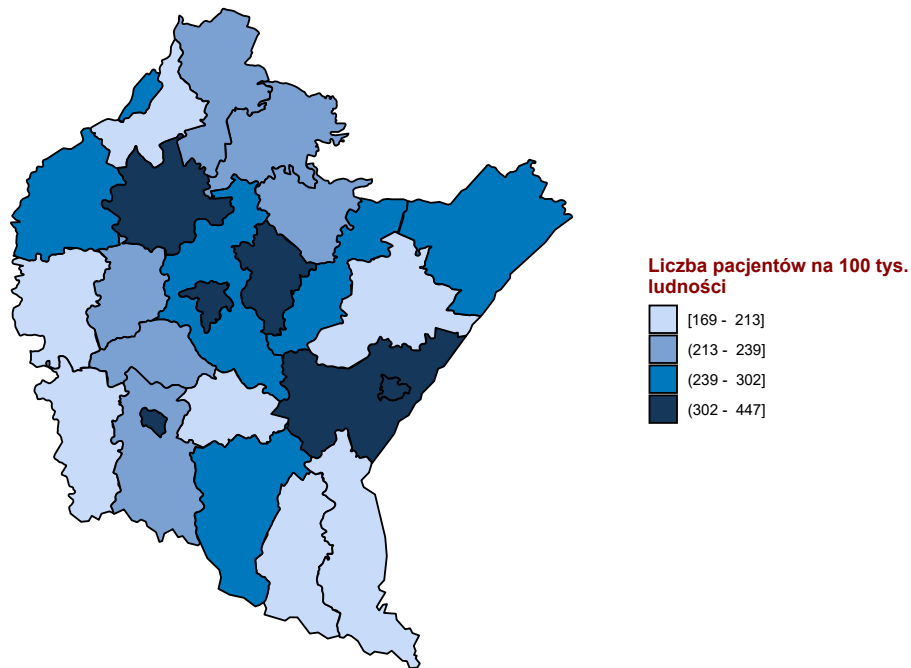 Liczba pacjentów na 100 tys.
ludności
[169 - 213]
(213 - 239]
(239 - 302]
(302 - 447]